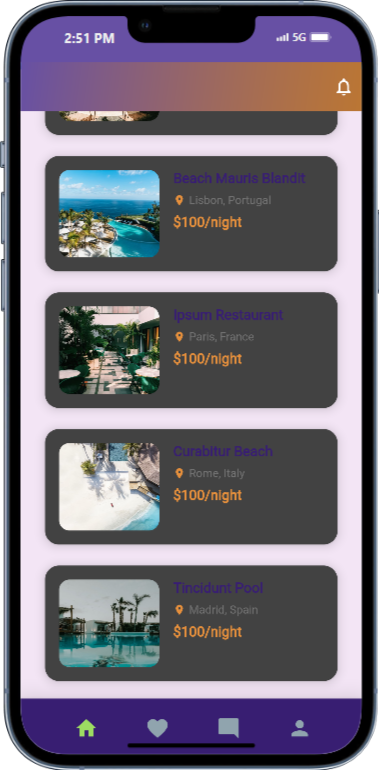 2:51 PM
5G
Beach Mauris Blandit
Lisbon, Portugal
$100/night
Ipsum Restaurant
Paris, France
$100/night
Curabitur Beach
Rome, Italy
$100/night
Tincidunt Pool
Madrid, Spain
$100/night